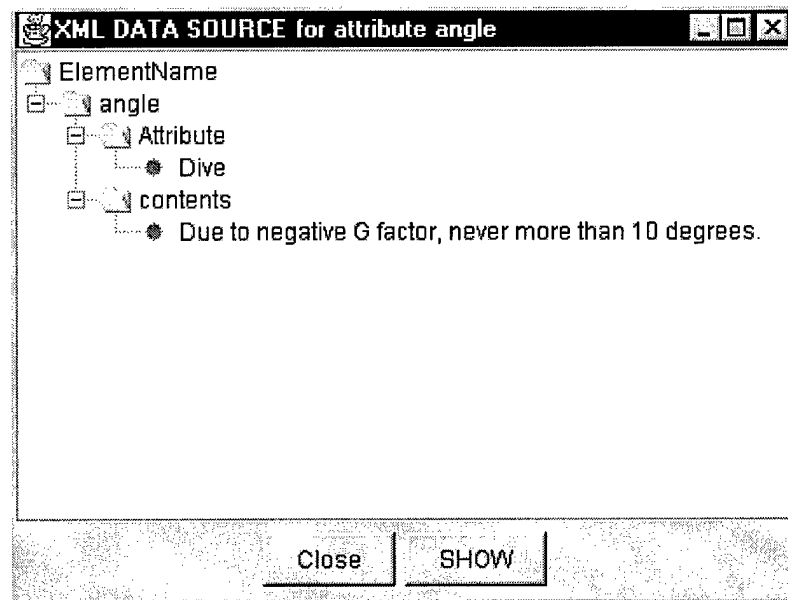 XML DATA SOURCE for attribute angle
ElementName
angle
Attribute
Dive
contents
Due to negative G factor, never more than 10 degrees.
Close SHOW